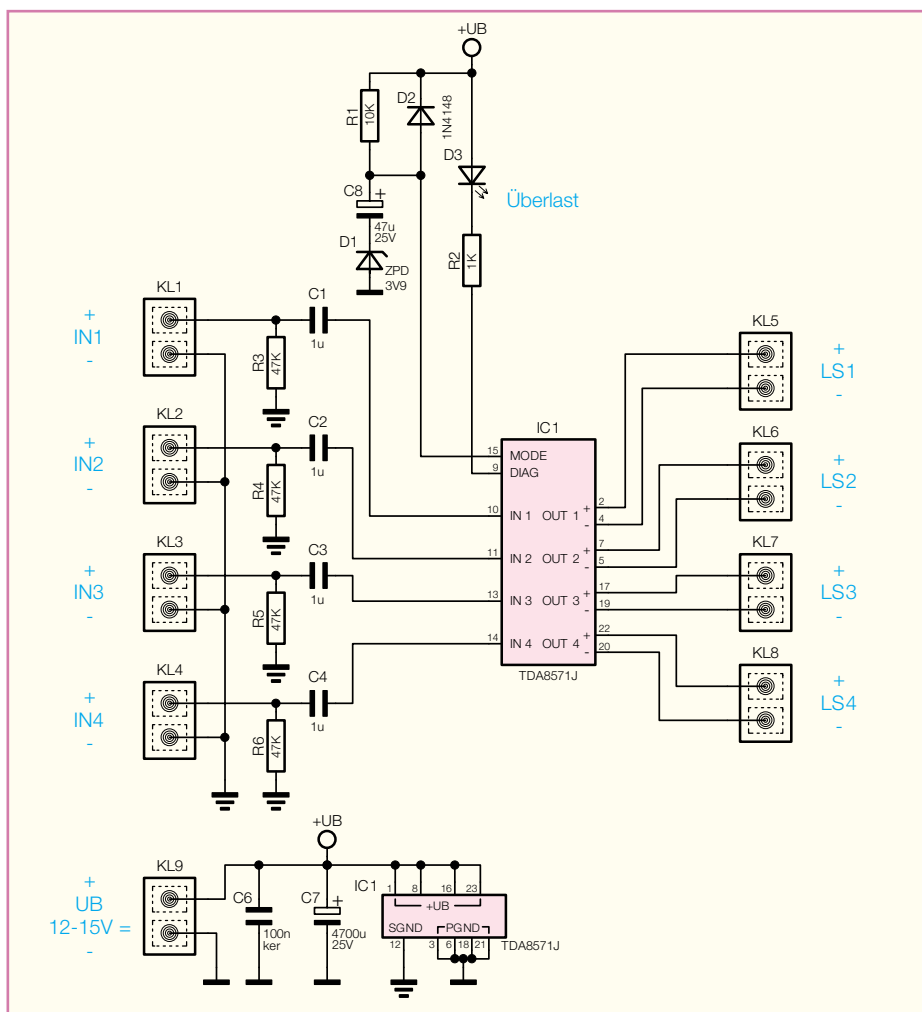 +UB
R1
10K
D2
1N4148
D3
Überlast
C8
+
47u
25V
D1
ZPD
3V9
R2
1K
KL1
+
IN1
-
C1
1u
R3
47K
KL2
+
IN2
-
C2
1u
R4
47K
KL3
+
IN3
-
C3
1u
R5
47K
KL4
+
IN4
-
C4
1u
R6
47K
IC1
15 MODE
9 DIAG
10 IN 1 OUT 1 + 2
- 4
11 IN 2 OUT 2 + 7
- 5
13 IN 3 OUT 3 + 17
- 19
14 IN 4 OUT 4 + 22
- 20
TDA8571J
KL5
+
LS1
-
KL6
+
LS2
-
KL7
+
LS3
-
KL8
+
LS4
-
+UB
KL9
+
UB
12-15V =
-
C6
100n
ker
C7
+
4700u
25V
IC1
1 8 16 23
+UB
SGND PGND
12 3 6 18 21
TDA8571J